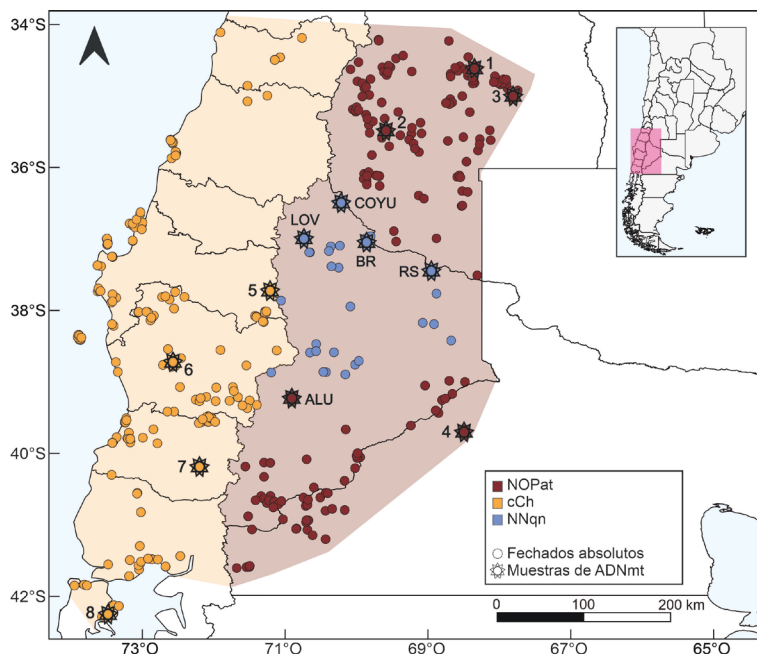 34°S
36°S
38°S
40°S
42°S
1
3
2
COYU
LOV
BR
RS
5
6
ALU
4
7
8
NOPat
cCh
NNqn
Fechados absolutos
Muestras de ADNmt
0 100 200 km
73°O
71°O
69°O
67°O
65°O